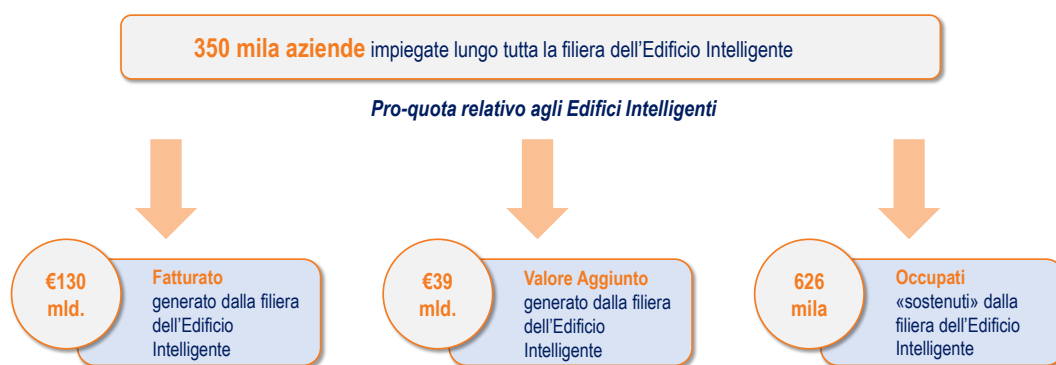 350 mila aziende impiegate lungo tutta la filiera dell'Edificio Intelligente
Pro-quota relativo agli Edifici Intelligenti
€130
mld.
Fatturato
generato dalla filiera
dell'Edificio
Intelligente
€39
mld.
Valore Aggiunto
generato dalla filiera
dell'Edificio
Intelligente
626
mila
Occupati
«sostenuti» dalla
filiera dell'Edificio
Intelligente